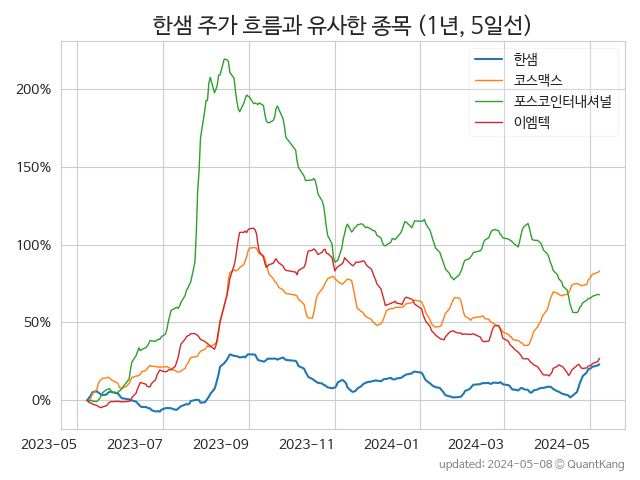 한샘 주가 흐름과 유사한 종목 (1년, 5일선)
한샘
코스맥스
포스코인터내셔널
이엠텍
200%
150%
100%
50%
0%
2023-05 2023-07 2023-09 2023-11 2024-01 2024-03 2024-05
updated: 2024-05-08 © QuantKang